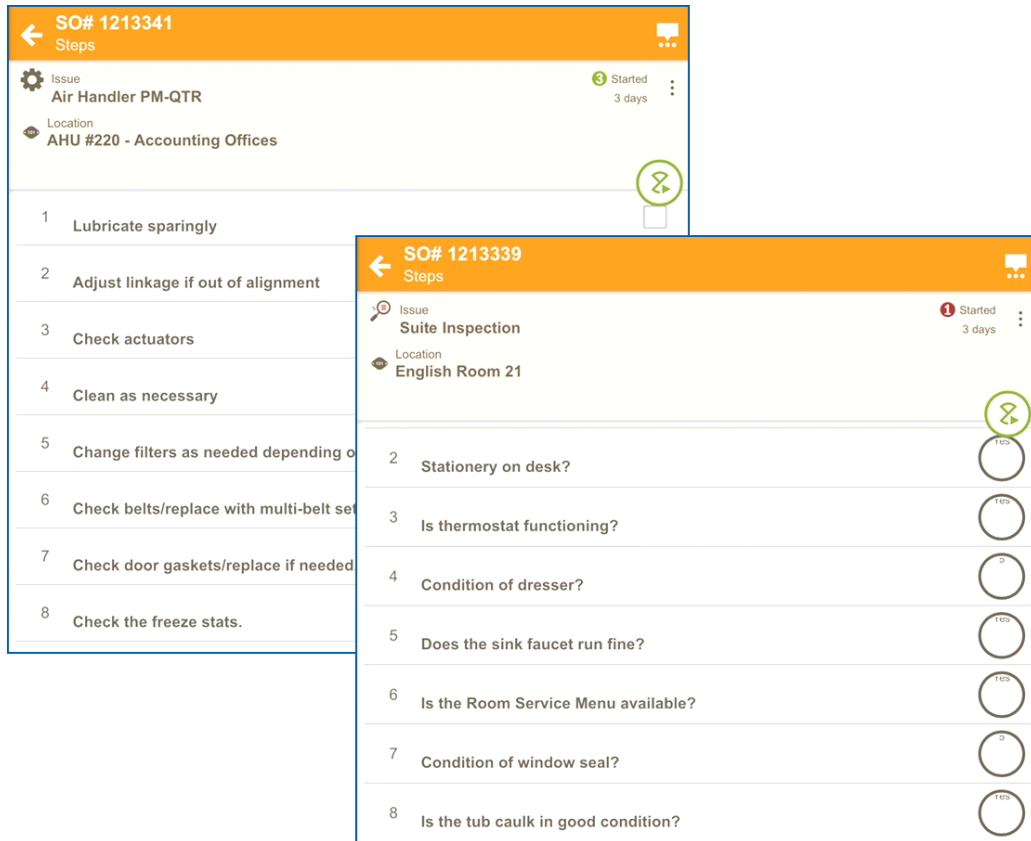 SO# 1213341
Steps
Issue
Air Handler PM-QTR
3 Started
3 days
Location
AHU #220 - Accounting Offices
1 Lubricate sparingly
2 Adjust linkage if out of alignment
3 Check actuators
4 Clean as necessary
5 Change filters as needed depending o
6 Check belts/replace with multi-belt set
7 Check door gaskets/replace if needed
8 Check the freeze stats.
SO# 1213339
Steps
Issue
Suite Inspection
1 Started
3 days
Location
English Room 21
2 Stationery on desk? Yes
3 Is thermostat functioning? Yes
4 Condition of dresser?
5 Does the sink faucet run fine? Yes
6 Is the Room Service Menu available? Yes
7 Condition of window seal?
8 Is the tub caulk in good condition? Yes